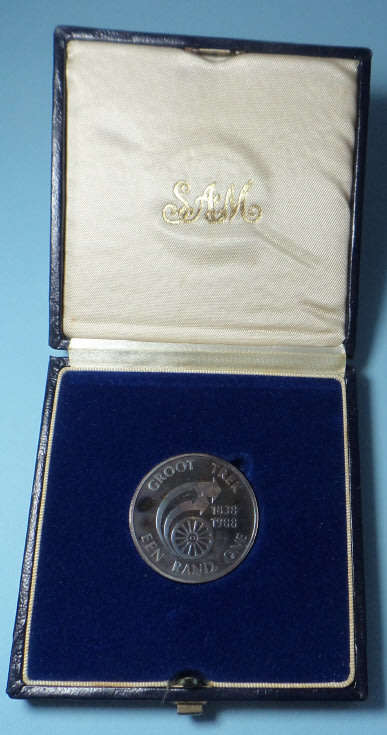 SAM
GROOT TREK
1838
1988
EEN RAND ONE